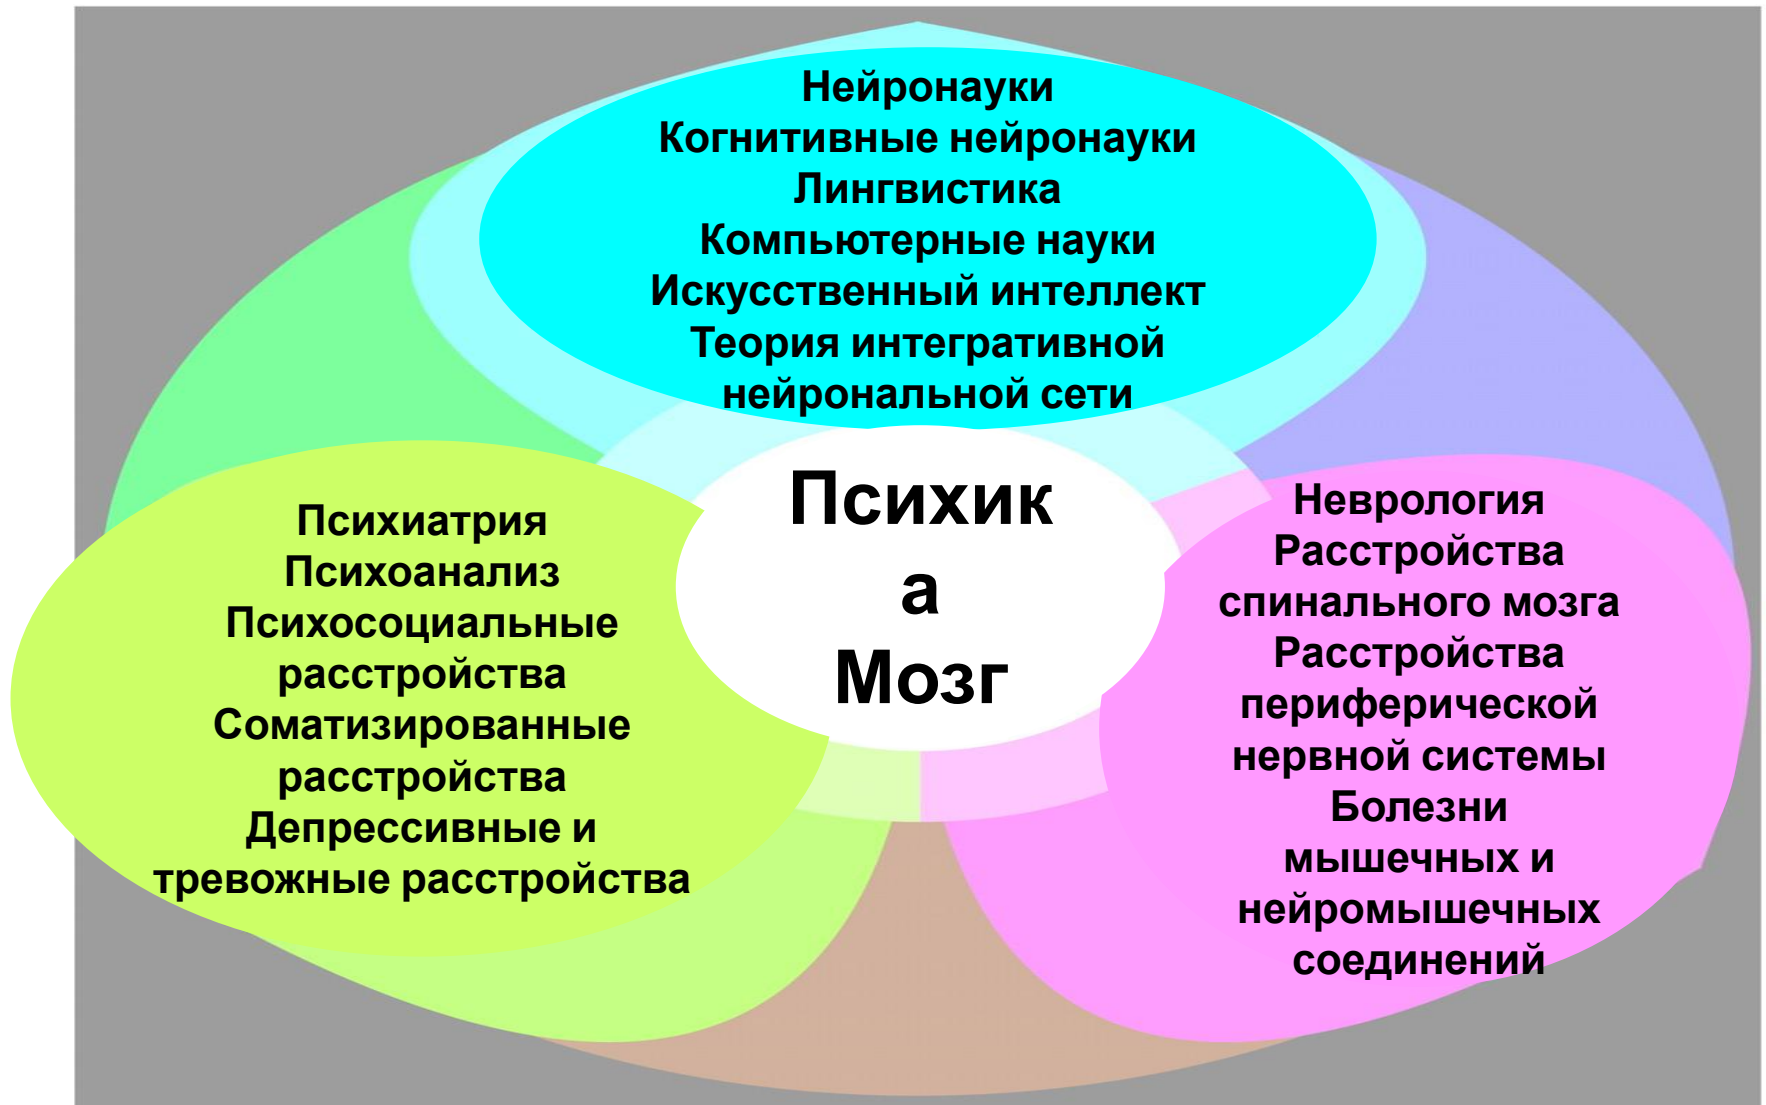 Нейронауки
Когнитивные нейронауки
Лингвистика
Компьютерные науки
Искусственный интеллект
Теория интегративной
нейрональной сети
Психик
а
Мозг
Психиатрия
Психоанализ
Психосоциальные
расстройства
Соматизированные
расстройства
Депрессивные и
тревожные расстройства
Неврология
Расстройства
спинального мозга
Расстройства
периферической
нервной системы
Болезни
мышечных и
нейромышечных
соединений